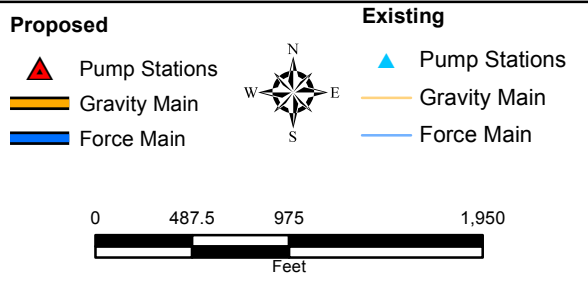 Proposed
Pump Stations
Gravity Main
Force Main
N
W E
S
Existing
Pump Stations
Gravity Main
Force Main
0 487.5 975 1,950
Feet